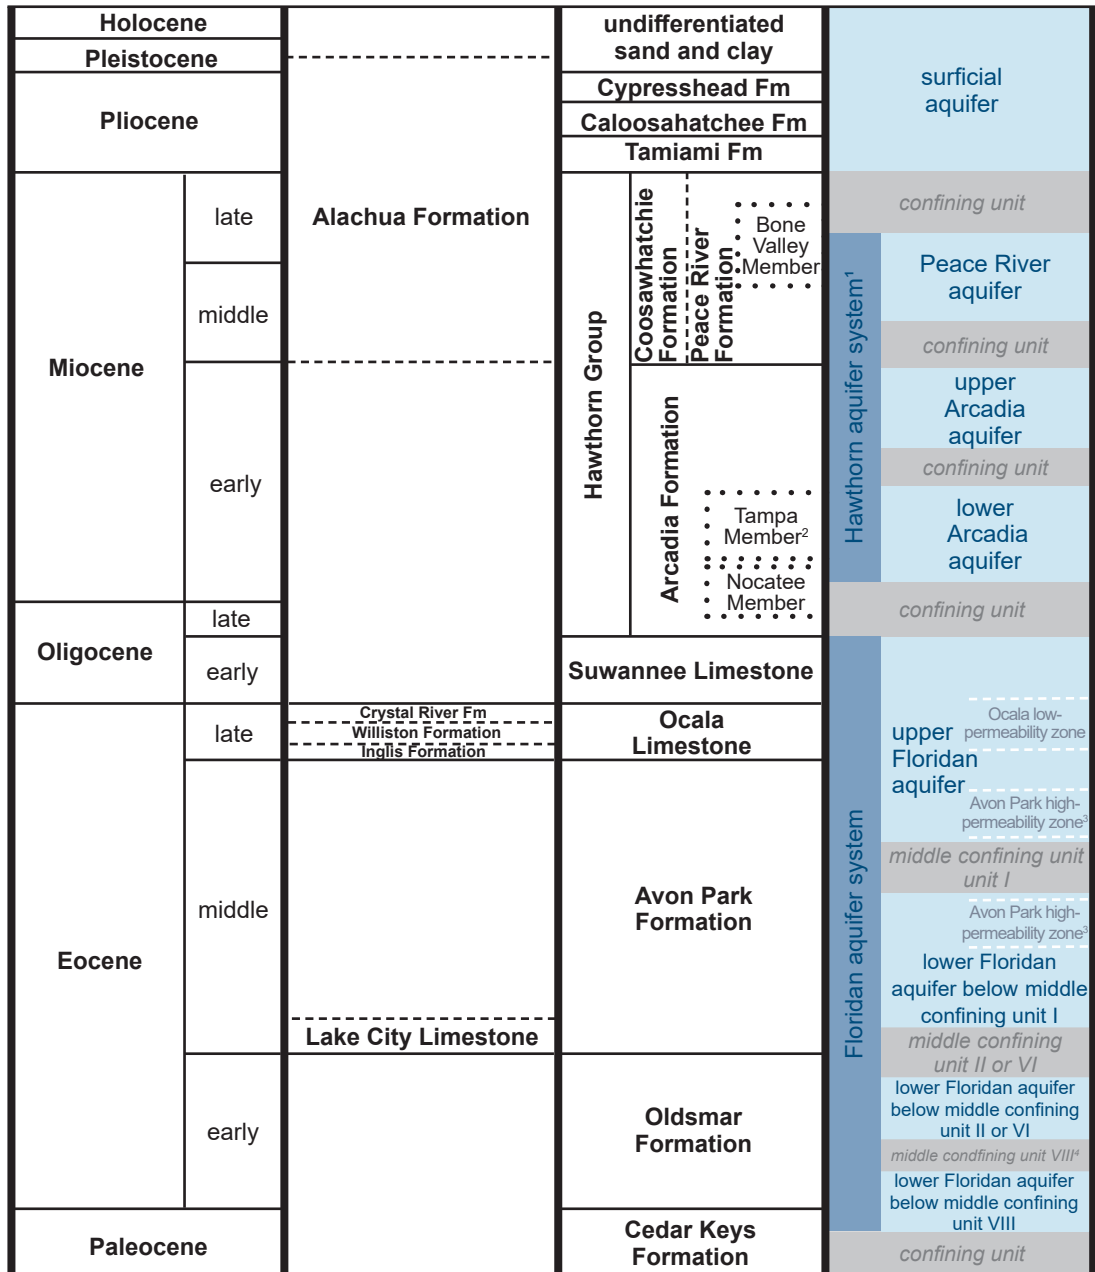 Holocene
Pleistocene
Pliocene
Miocene
late
middle
early
Oligocene
late
early
Eocene
late
middle
early
Paleocene
Alachua Formation
Crystal River Fm
Williston Formation
Inglis Formation
Lake City Limestone
undifferentiated
sand and clay
Cypresshead Fm
Caloosahatchee Fm
Tamiami Fm
Hawthorn Group
Coosawhatchie
Formation
Peace River
Formation
Bone
Valley
Member
Arcadia Formation
Tampa
Member²
Nocatee
Member
Suwannee Limestone
Ocala
Limestone
Avon Park
Formation
Oldsmar
Formation
Cedar Keys
Formation
surficial
aquifer
confining unit
Hawthorn aquifer system¹
Peace River
aquifer
confining unit
upper
Arcadia
aquifer
confining unit
lower
Arcadia
aquifer
confining unit
Floridan aquifer system
upper
Floridan
aquifer
Ocala low-
permeability zone
Avon Park high-
permeability zone³
middle confining unit
unit I
Avon Park high-
permeability zone³
lower Floridan
aquifer below middle
confining unit I
middle confining
unit II or VI
lower Floridan aquifer
below middle confining
unit II or VI
middle condfining unit VIII⁴
lower Floridan aquifer
below middle confining
unit VIII
confining unit